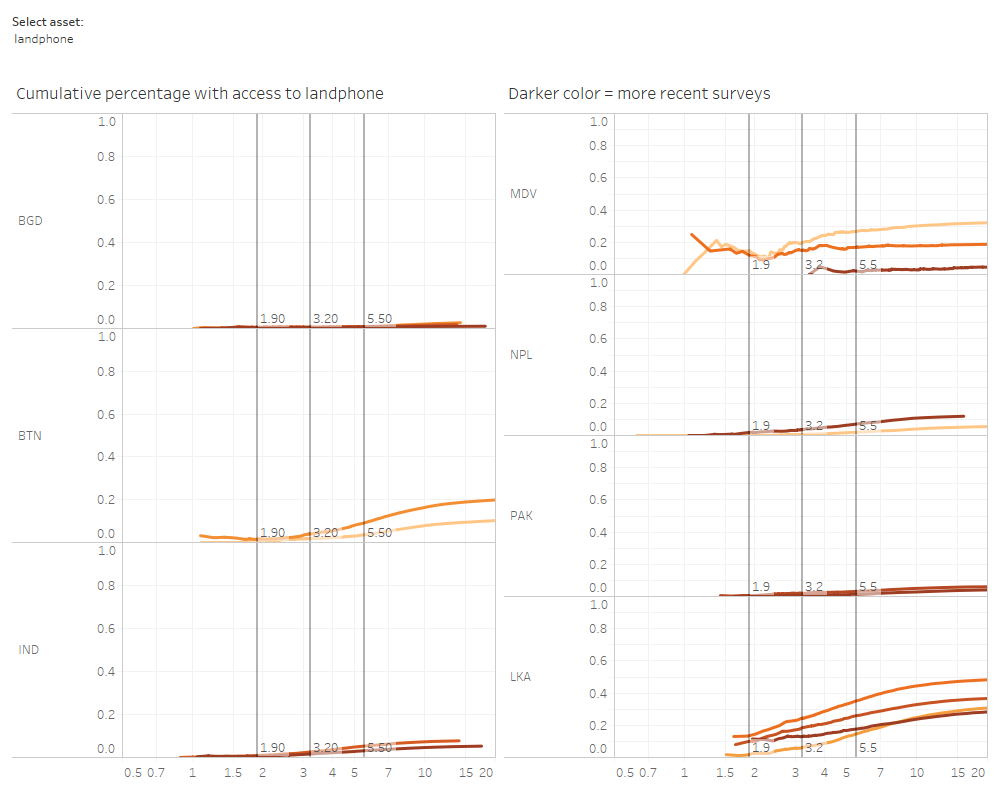 Select asset:
landphone
Cumulative percentage with access to landphone
Darker color = more recent surveys
BGD
1.0
0.8
0.6
0.4
0.2
0.0
1.90 3.20 5.50
BTN
1.0
0.8
0.6
0.4
0.2
0.0
1.90 3.20 5.50
IND
1.0
0.8
0.6
0.4
0.2
0.0
1.90 3.20 5.50
0.5 0.7 1 1.5 2 3 4 5 7 10 15 20
MDV
1.0
0.8
0.6
0.4
0.2
0.0
1.9 3.2 5.5
NPL
1.0
0.8
0.6
0.4
0.2
0.0
1.9 3.2 5.5
PAK
1.0
0.8
0.6
0.4
0.2
0.0
1.9 3.2 5.5
LKA
1.0
0.8
0.6
0.4
0.2
0.0
1.9 3.2 5.5
0.5 0.7 1 1.5 2 3 4 5 7 10 15 20